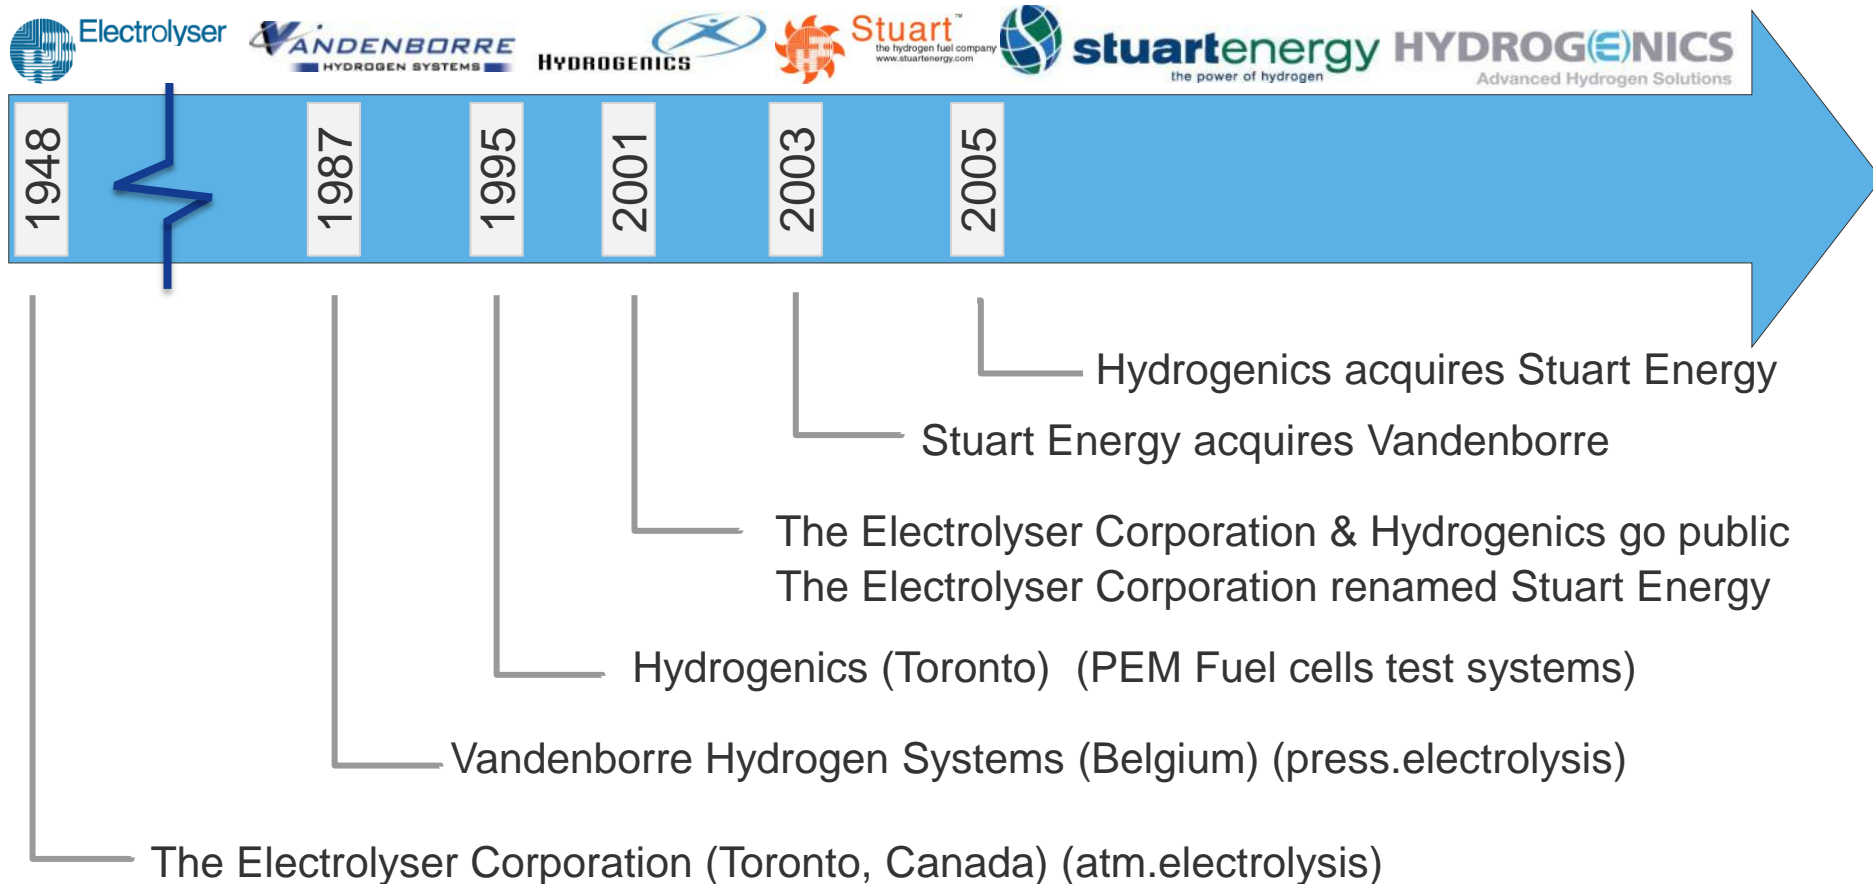 Electrolyser
VANDENBORRE
HYDROGEN SYSTEMS
HYDROGENICS
Stuart™
the hydrogen fuel company
www.stuartenergy.com
stuartenergy
the power of hydrogen
HYDROG(E)NICS
Advanced Hydrogen Solutions
1948
1987
1995
2001
2003
2005
Hydrogenics acquires Stuart Energy
Stuart Energy acquires Vandenborre
The Electrolyser Corporation & Hydrogenics go public
The Electrolyser Corporation renamed Stuart Energy
Hydrogenics (Toronto) (PEM Fuel cells test systems)
Vandenborre Hydrogen Systems (Belgium) (press.electrolysis)
The Electrolyser Corporation (Toronto, Canada) (atm.electrolysis)